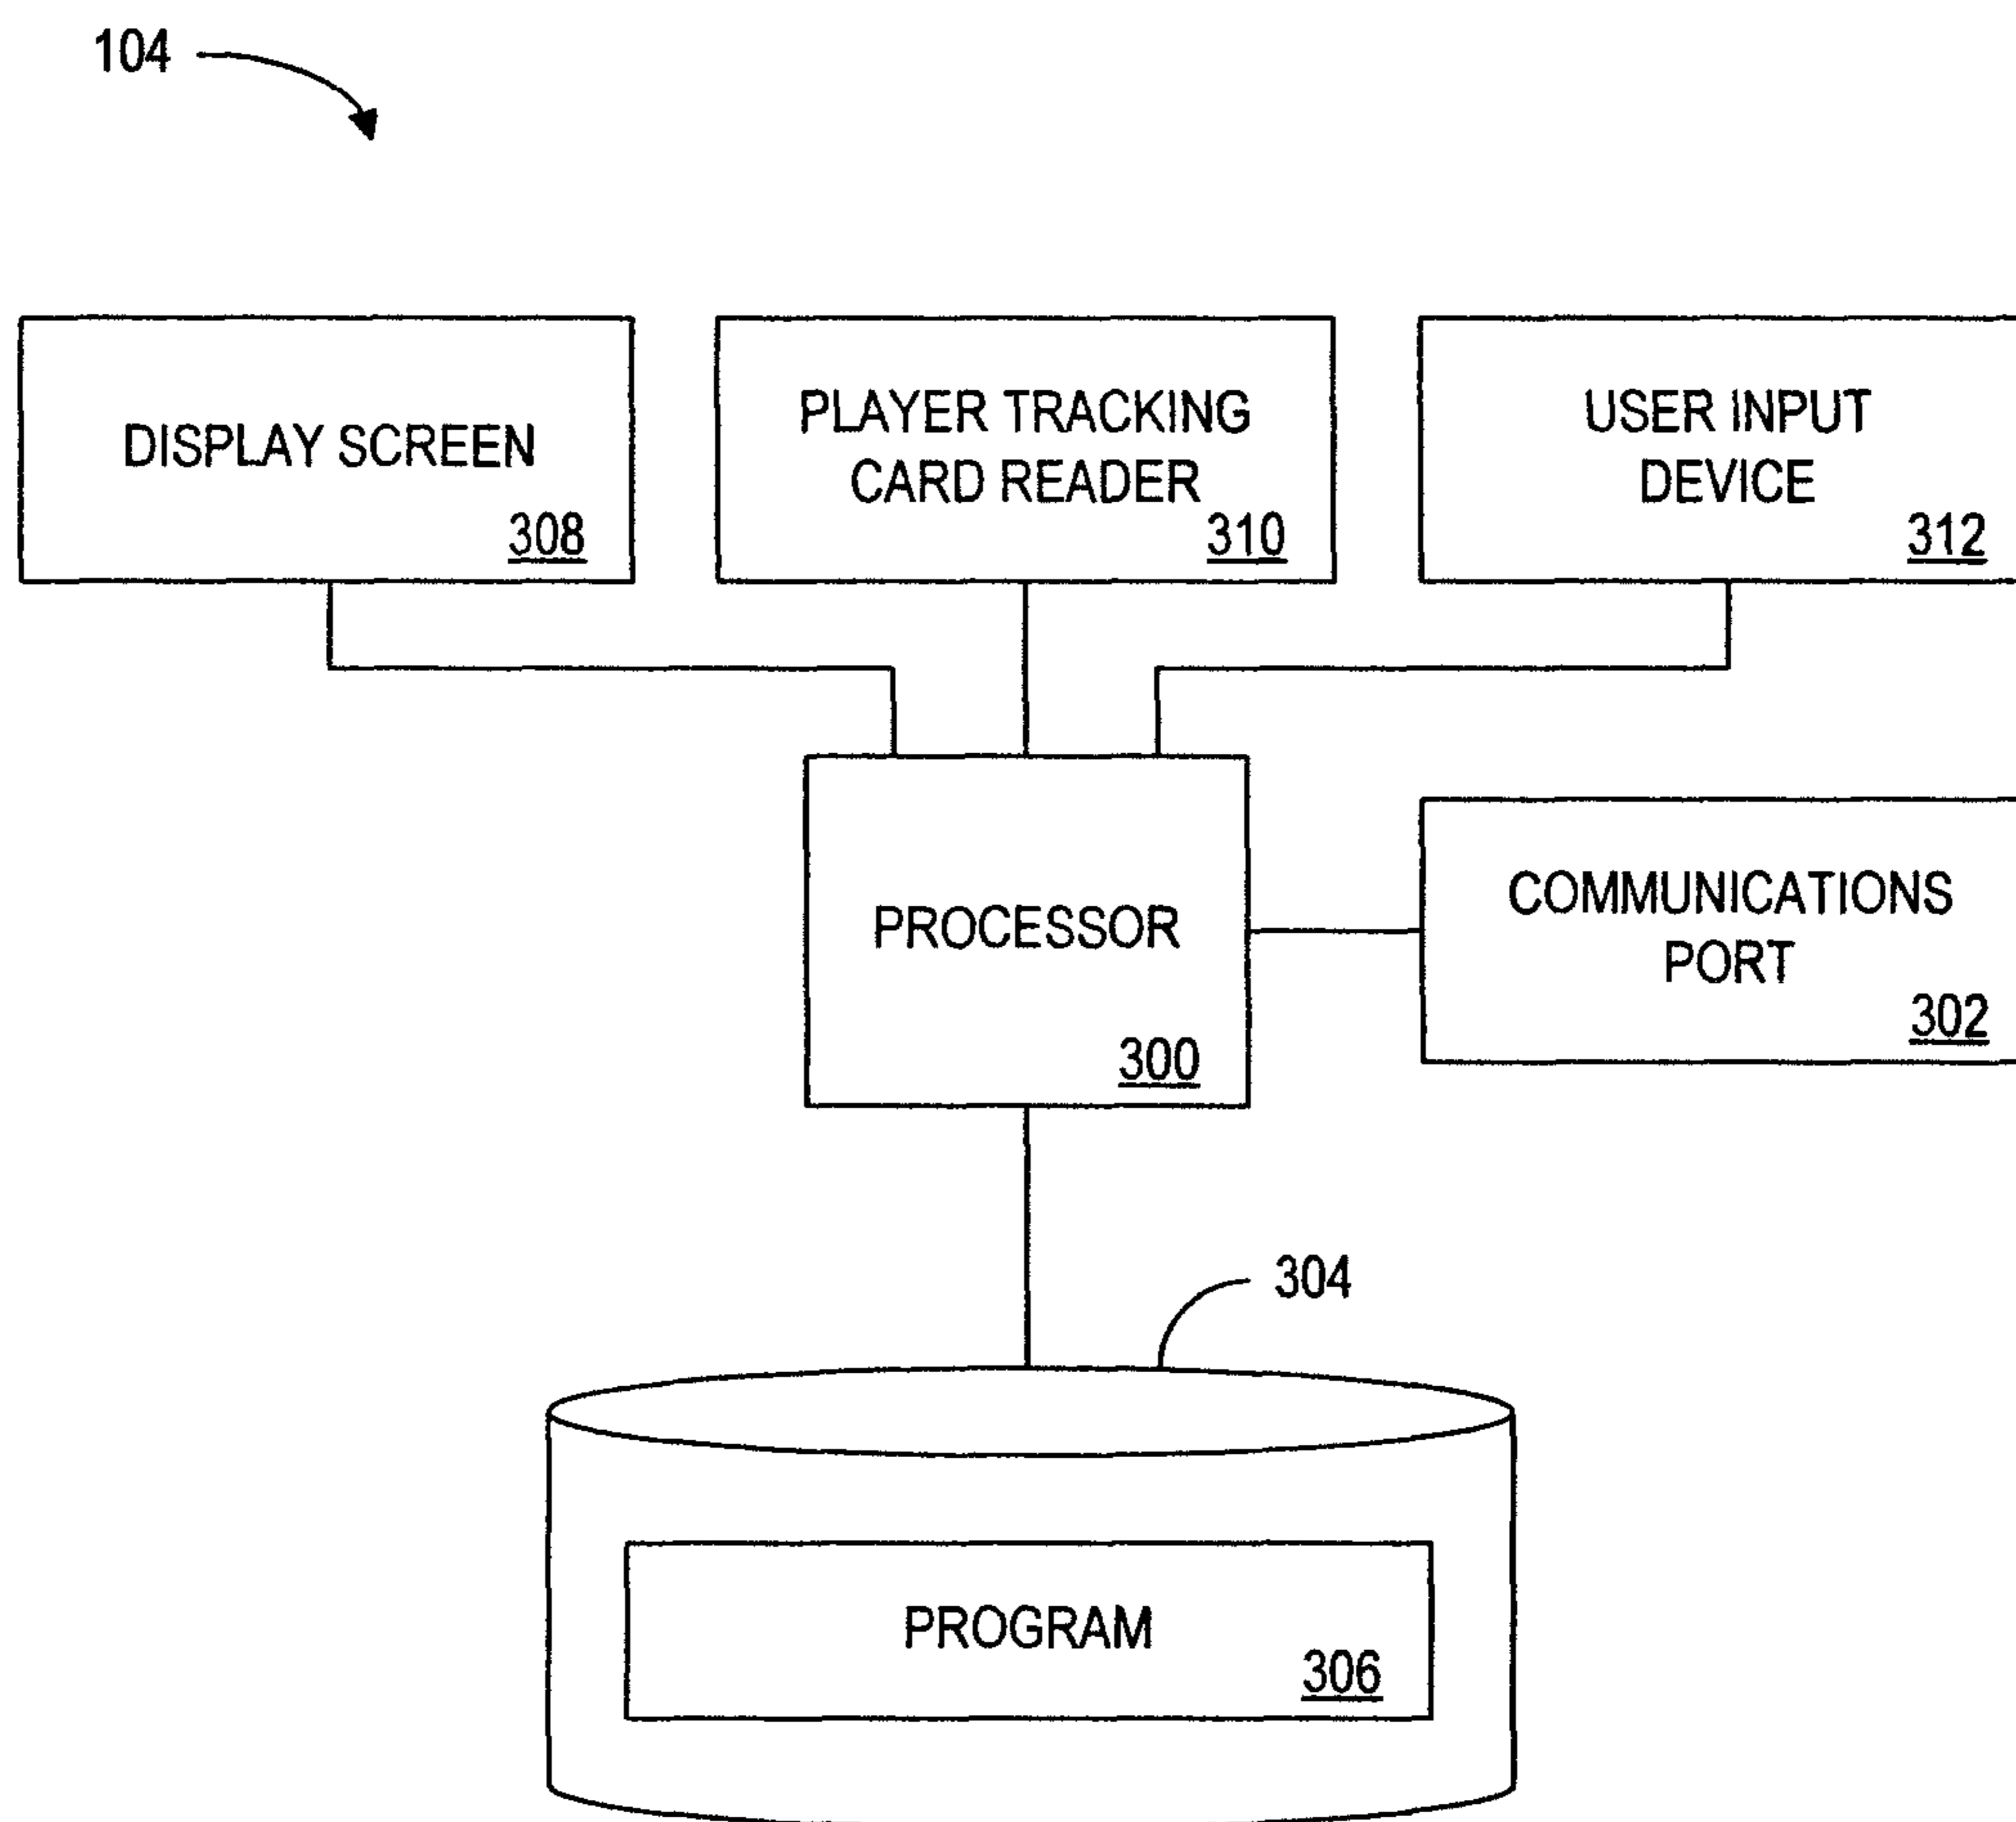 104
DISPLAY SCREEN
308
PLAYER TRACKING
CARD READER
310
USER INPUT
DEVICE
312
PROCESSOR
300
COMMUNICATIONS
PORT
302
304
PROGRAM
306